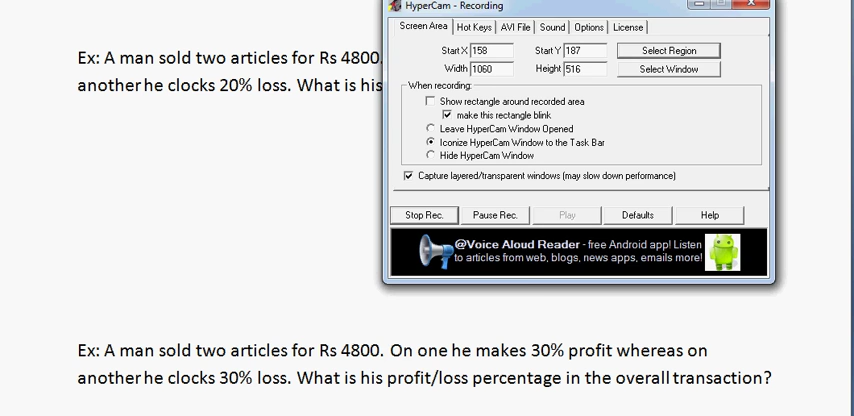 HyperCam - Recording
Screen Area Hot Keys AVI File Sound Options License
Start X 158 Start Y 187 Select Region
Width 1060 Height 516 Select Window
When recording:
Show rectangle around recorded area
make this rectangle blink
Leave HyperCam Window Opened
Iconize HyperCam Window to the Task Bar
Hide HyperCam Window
Capture layered/transparent windows (may slow down performance)
Stop Rec. Pause Rec. Play Defaults Help
@Voice Aloud Reader - free Android app! Listen
to articles from web, blogs, news apps, emails more!
Ex: A man sold two articles for Rs 4800.
another he clocks 20% loss. What is his
Ex: A man sold two articles for Rs 4800. On one he makes 30% profit whereas on
another he clocks 30% loss. What is his profit/loss percentage in the overall transaction?